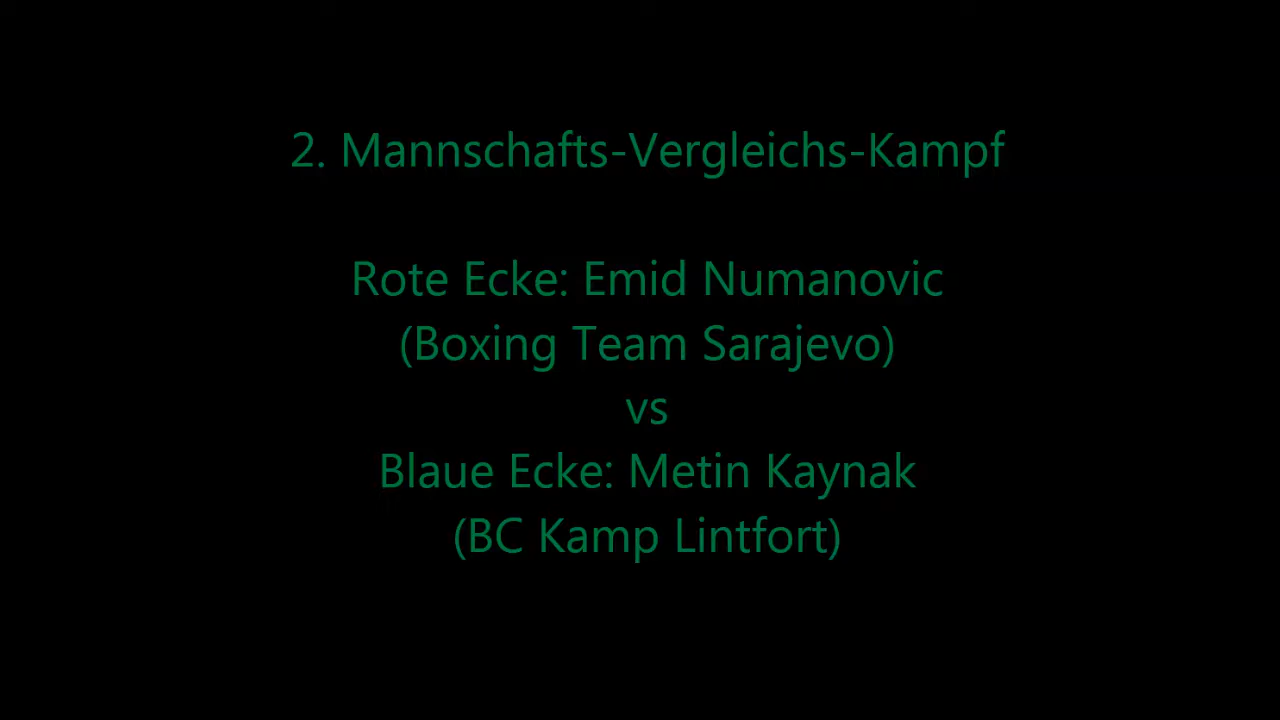 2. Mannschafts-Vergleichs-Kampf
Rote Ecke: Emid Numanovic
(Boxing Team Sarajevo)
vs
Blaue Ecke: Metin Kaynak
(BC Kamp Lintfort)